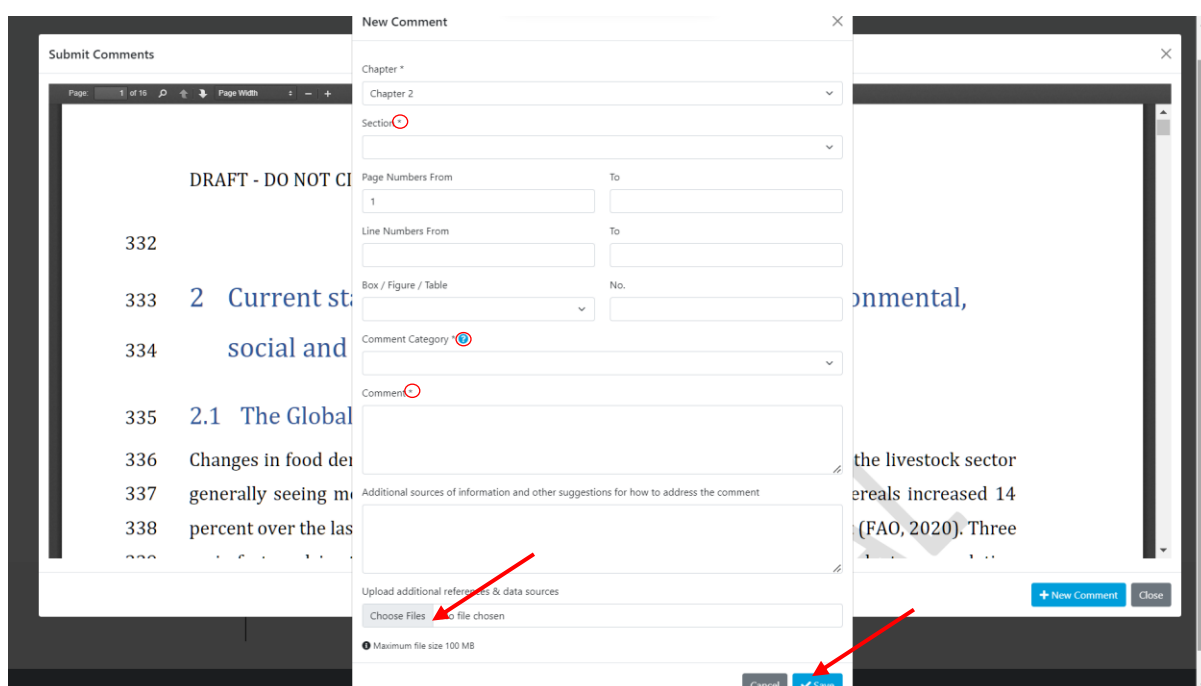 New Comment
Submit Comments
Chapter *
Page: 1 of 16 Page Width
Chapter 2
Section *
DRAFT - DO NOT CI
Page Numbers From To
1
Line Numbers From To
332
Box / Figure / Table No.
333 2 Current sta onmental,
334 social and
Comment Category *
Comment *
335 2.1 The Global
336 Changes in food der the livestock sector
337 generally seeing mo ereals increased 14
Additional sources of information and other suggestions for how to address the comment
338 percent over the las (FAO, 2020). Three
Upload additional references & data sources
+ New Comment Close
Choose Files o file chosen
Maximum file size 100 MB
Cancel Save